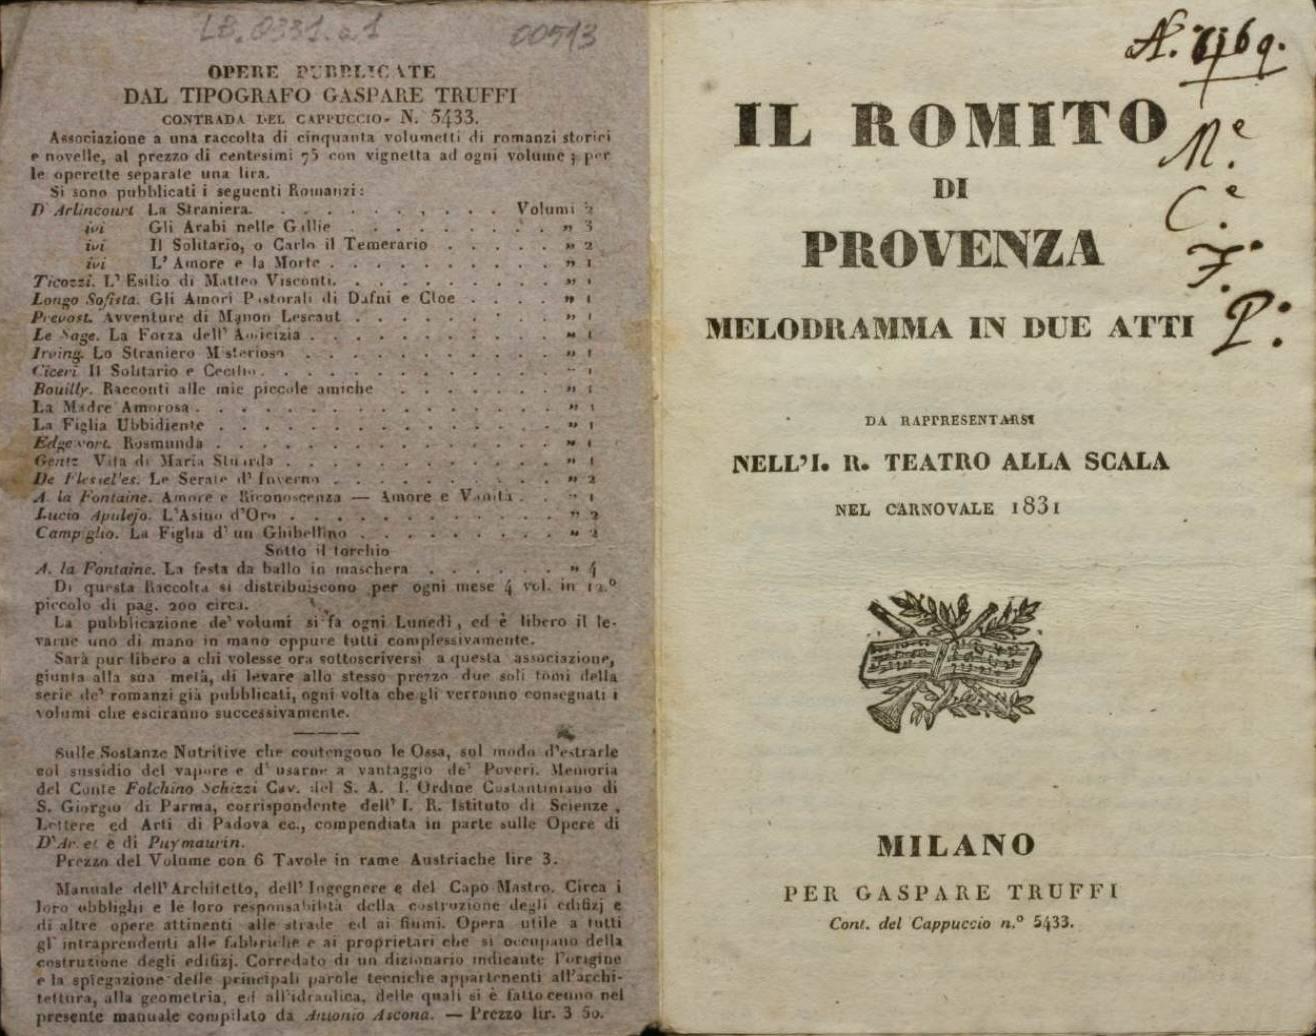 LB.0331.a1
00513
OPERE PUBBLICATE
DAL TIPOGRAFO GASPARE TRUFFI
CONTRADA DEL CAPPUCCIO N. 5433.
Associazione a una raccolta di cinquanta volumetti di romanzi storici
e novelle, al prezzo di centesimi 75 con vignetta ad ogni volume; per
le operette separate una lira.
Si sono pubblicati i seguenti Romanzi:
D'Arlincourt La Straniera. . . . . . . . . Volumi 2
ivi Gli Arabi nelle Gallie . . . . . . . . " 3
ivi Il Solitario, o Carlo il Temerario . . . . . " 2
ivi L'Amore e la Morte . . . . . . . . " 1
Ticozzi. L'Esilio di Matteo Visconti. . . . . . . . " 1
Longo Sofista. Gli Amori Pastorali di Dafni e Cloe . . . . " 1
Prevost. Avventure di Manon Lescaut . . . . . . . " 1
Le Sage. La Forza dell'Amicizia . . . . . . . . " 1
Irving. Lo Straniero Misterioso . . . . . . . . " 1
Ciceri Il Solitario e Cecilio. . . . . . . . . " 1
Bouilly. Racconti alle mie piccole amiche . . . . . . " 1
La Madre Amorosa . . . . . . . . . . . " 1
La Figlia Ubbidiente . . . . . . . . . . " 1
Edgevort. Rosmunda . . . . . . . . . . " 1
Gentz Vita di Maria Stuarda . . . . . . . . " 1
De Flesiel'es. Le Serate d'Inverno . . . . . . . " 2
A. la Fontaine. Amore e Riconoscenza — Amore e Vanità . . " 1
Lucio Apulejo. L'Asino d'Oro . . . . . . . . " 2
Campiglio. La Figlia d'un Ghibellino . . . . . . . " 2
Sotto il torchio
A. la Fontaine. La festa da ballo in maschera . . . . . " 4
Di questa Raccolta si distribuiscono per ogni mese 4 vol. in 12.°
piccolo di pag. 200 circa.
La pubblicazione de' volumi si fa ogni Lunedì, ed è libero il le-
varne uno di mano in mano oppure tutti complessivamente.
Sarà pur libero a chi volesse ora sottoscriversi a questa associazione,
giunta alla sua metà, di levare allo stesso prezzo due soli tomi della
serie de' romanzi già pubblicati, ogni volta che gli verranno consegnati i
volumi che esciranno successivamente.
Sulle Sostanze Nutritive che contengono le Ossa, sul modo d'estrarle
col sussidio del vapore e d'usarne a vantaggio de' Poveri. Memoria
del Conte Folchino Schizzi Cav. del S. A. I. Ordine Costantiniano di
S. Giorgio di Parma, corrispondente dell'I. R. Istituto di Scienze,
Lettere ed Arti di Padova ec., compendiata in parte sulle Opere di
D'Arcet e di Puymaurin.
Prezzo del Volume con 6 Tavole in rame Austriache lire 3.
Manuale dell'Architetto, dell'Ingegnere e del Capo Mastro. Circa i
loro obblighi e le loro responsabilità della costruzione degli edifizj e
di altre opere attinenti alle strade ed ai fiumi. Opera utile a tutti
gl'intraprendenti alle fabbriche e ai proprietari che si occupano della
costruzione degli edifizj. Corredato di un dizionario indicante l'origine
e la spiegazione delle principali parole tecniche appartenenti all'archi-
tettura, alla geometria, ed all'idraulica, delle quali si è fatto cenno nel
presente manuale compilato da Antonio Ascona. — Prezzo lir. 3 50.
IL ROMITO
DI
PROVENZA
MELODRAMMA IN DUE ATTI
DA RAPPRESENTARSI
NELL'I. R. TEATRO ALLA SCALA
NEL CARNOVALE 1831
MILANO
PER GASPARE TRUFFI
Cont. del Cappuccio n.° 5433.
M.e
C.e
F.
P.